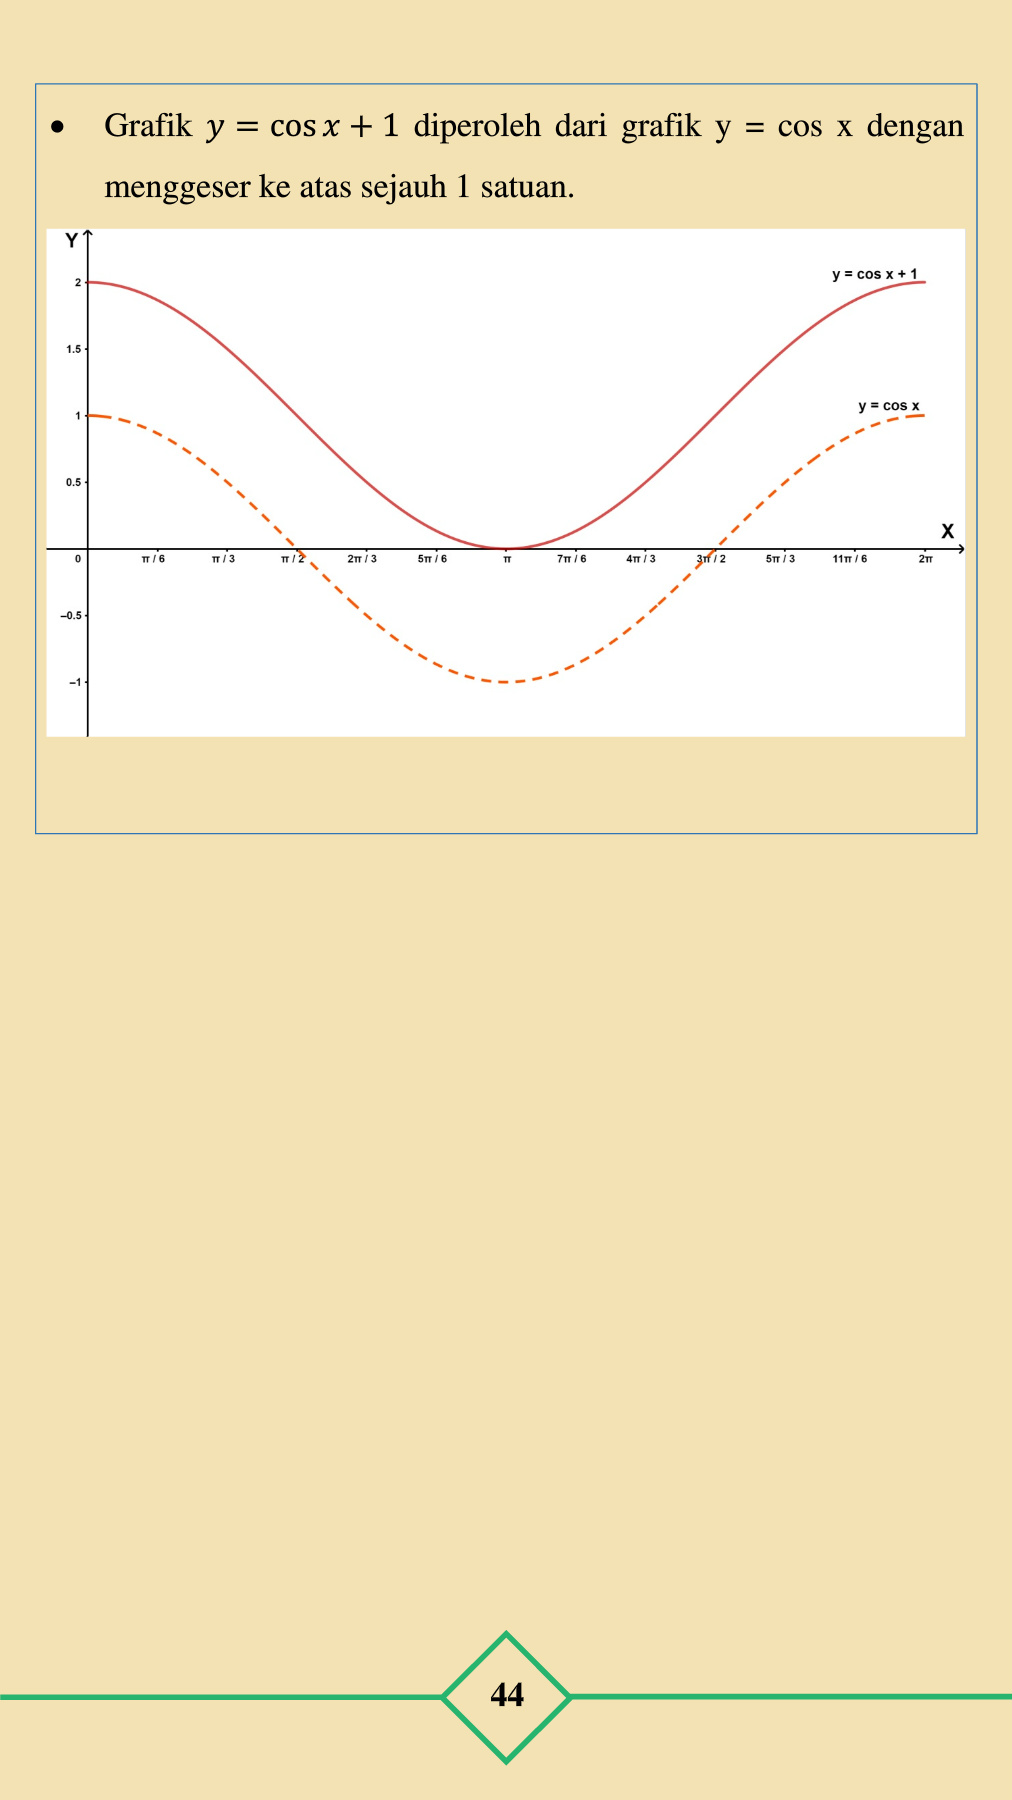 • Grafik y = cos x + 1 diperoleh dari grafik y = cos x dengan
menggeser ke atas sejauh 1 satuan.
Y
y = cos x + 1
2
1.5
y = cos x
1
0.5
X
0 π / 6 π / 3 π / 2 2π / 3 5π / 6 π 7π / 6 4π / 3 3π / 2 5π / 3 11π / 6 2π
–0.5
–1
44